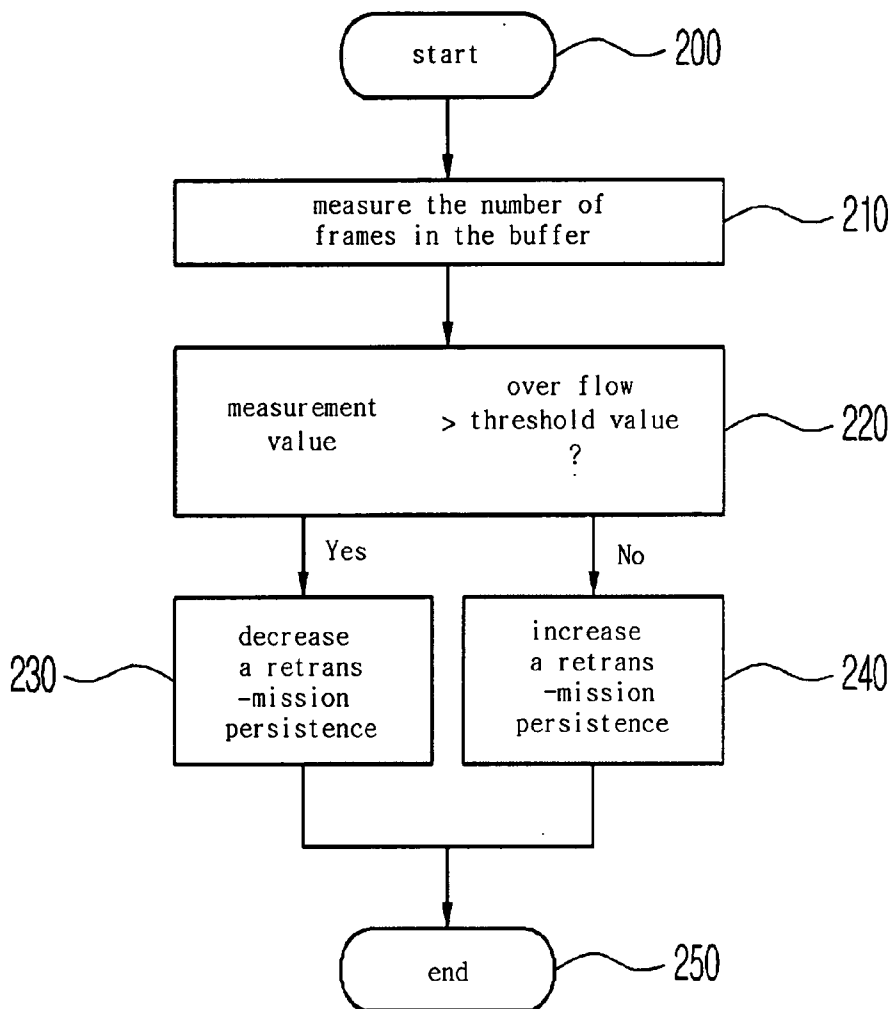 start
200
measure the number of
frames in the buffer
210
measurement
value
>
over flow
threshold value
?
220
Yes
No
decrease
a retrans
-mission
persistence
230
increase
a retrans
-mission
persistence
240
end
250